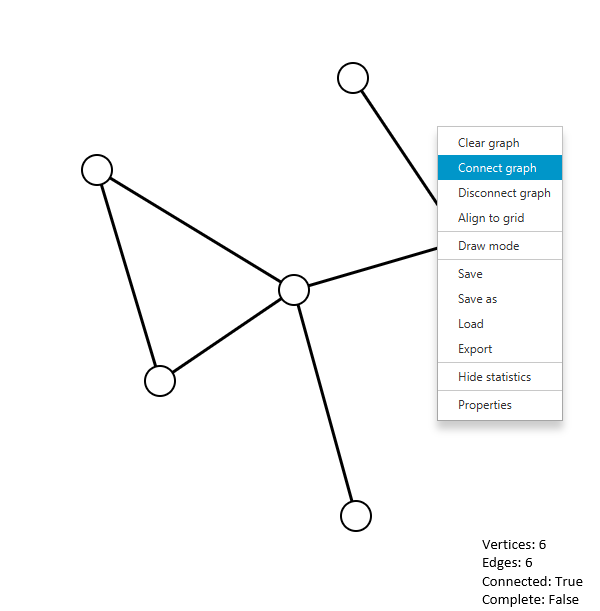 Clear graph
Connect graph
Disconnect graph
Align to grid
Draw mode
Save
Save as
Load
Export
Hide statistics
Properties
Vertices: 6
Edges: 6
Connected: True
Complete: False